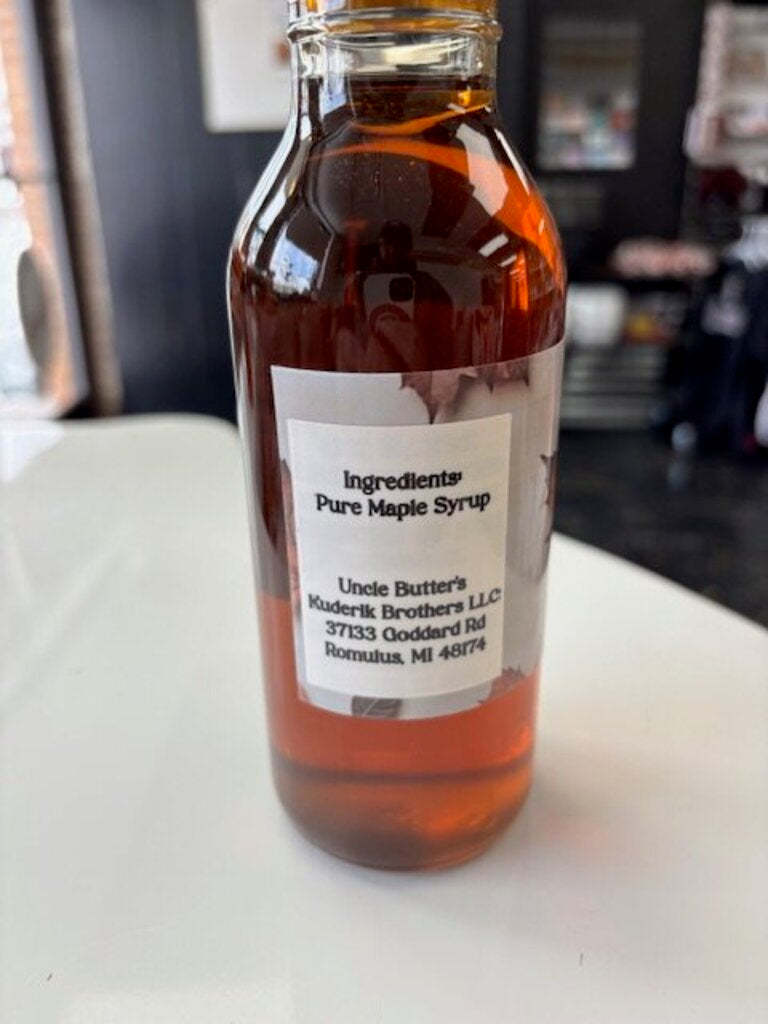 Ingredients:
Pure Maple Syrup
Uncle Butter's
Kuderik Brothers LLC
37133 Goddard Rd
Romulus, MI 48174